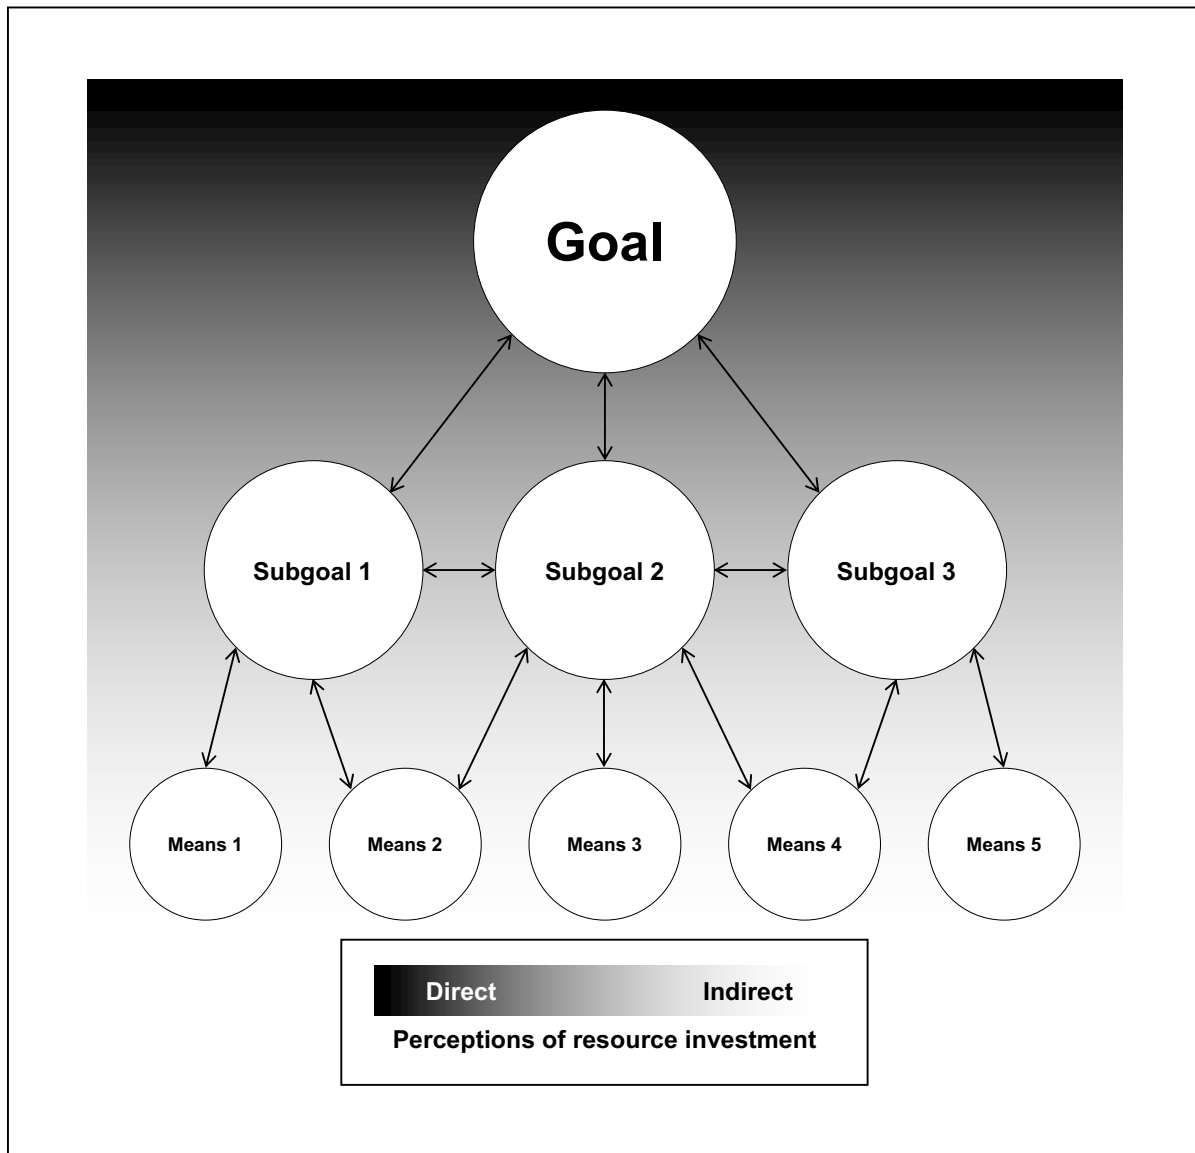 Goal
Subgoal 1
Subgoal 2
Subgoal 3
Means 1
Means 2
Means 3
Means 4
Means 5
Direct
Indirect
Perceptions of resource investment